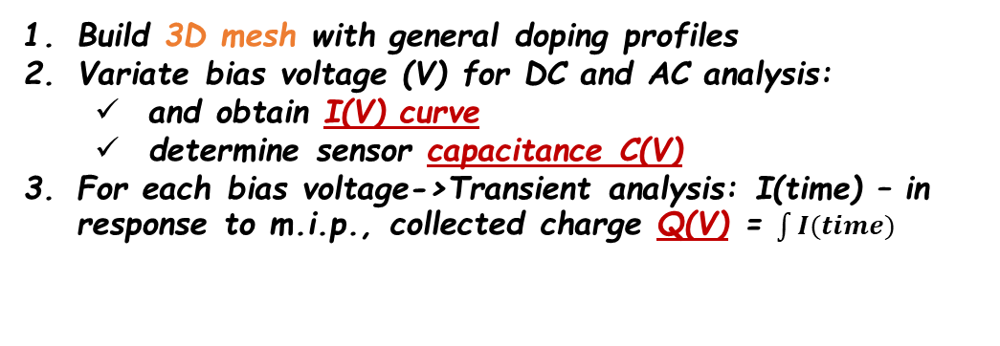 1. Build 3D mesh with general doping profiles
2. Variate bias voltage (V) for DC and AC analysis:
✓ and obtain I(V) curve
✓ determine sensor capacitance C(V)
3. For each bias voltage->Transient analysis: I(time) – in
response to m.i.p., collected charge Q(V) = ∫ I(time)